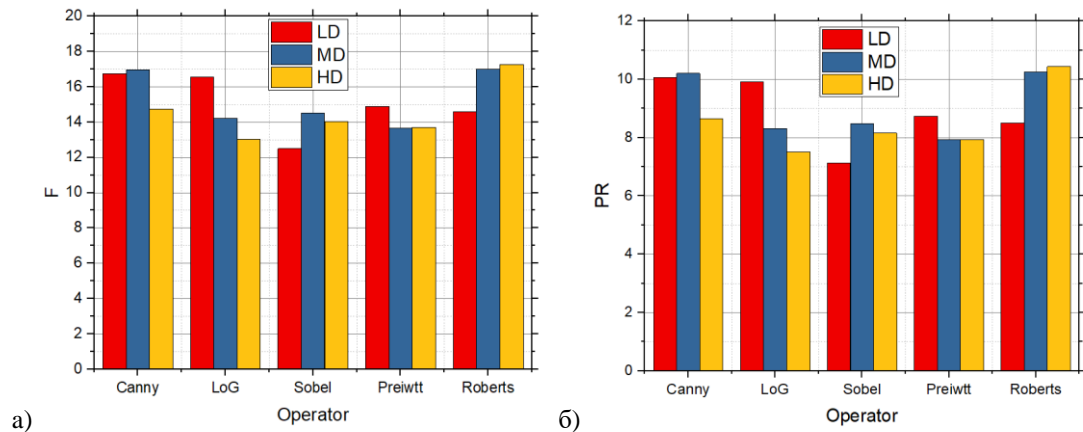 20
18
16
14
12
10
8
6
4
2
0
F
LD
MD
HD
Canny
LoG
Sobel
Preiwtt
Roberts
Operator
а)
12
10
8
6
4
2
0
PR
LD
MD
HD
Canny
LoG
Sobel
Preiwtt
Roberts
Operator
б)